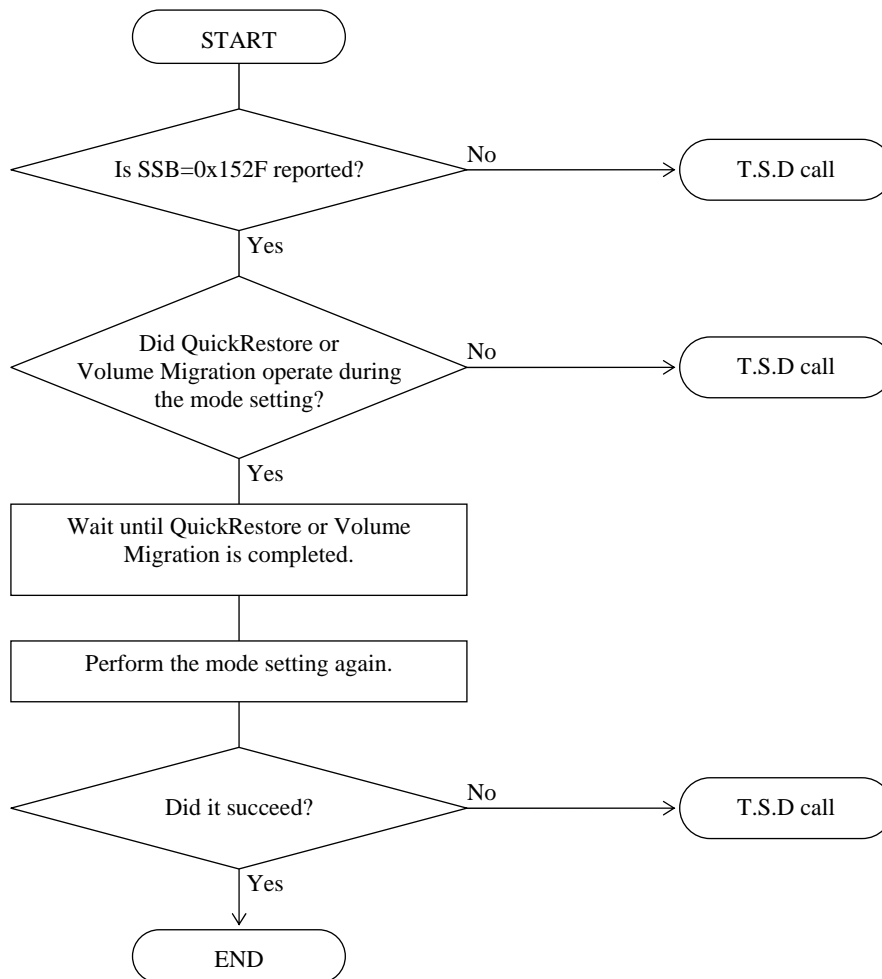 START
Is SSB=0x152F reported?
No
T.S.D call
Yes
Did QuickRestore or
Volume Migration operate during
the mode setting?
No
T.S.D call
Yes
Wait until QuickRestore or Volume
Migration is completed.
Perform the mode setting again.
Did it succeed?
No
T.S.D call
Yes
END